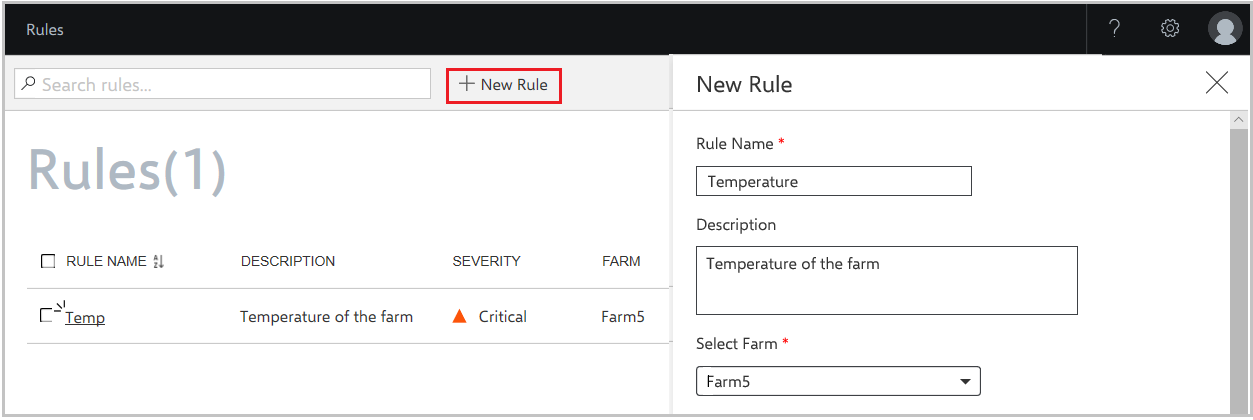 Rules
?
Search rules...
+ New Rule
Rules(1)
RULE NAME DESCRIPTION SEVERITY FARM
Temp Temperature of the farm Critical Farm5
New Rule
Rule Name *
Temperature
Description
Temperature of the farm
Select Farm *
Farm5